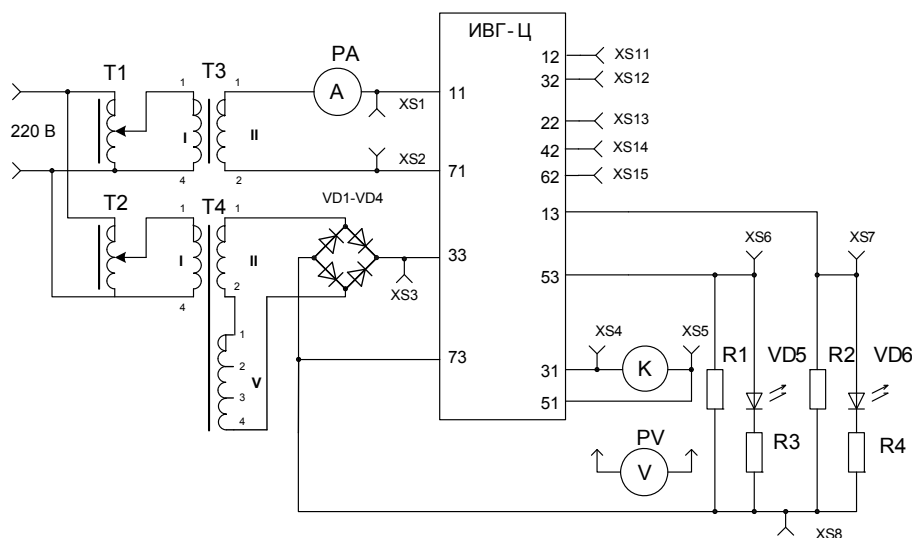 ИВГ-Ц
PA
A
T1
1
T3
1
12
XS11
32
XS12
XS1
11
220 В
I
II
22
XS13
XS2
42
XS14
4
2
71
62
XS15
T2
1
T4
1
VD1-VD4
13
I
II
33
XS6
XS7
53
4
2
XS3
1
XS4
XS5
2
V
73
R1
VD5
R2
VD6
31
K
3
51
4
PV
V
R3
R4
XS8